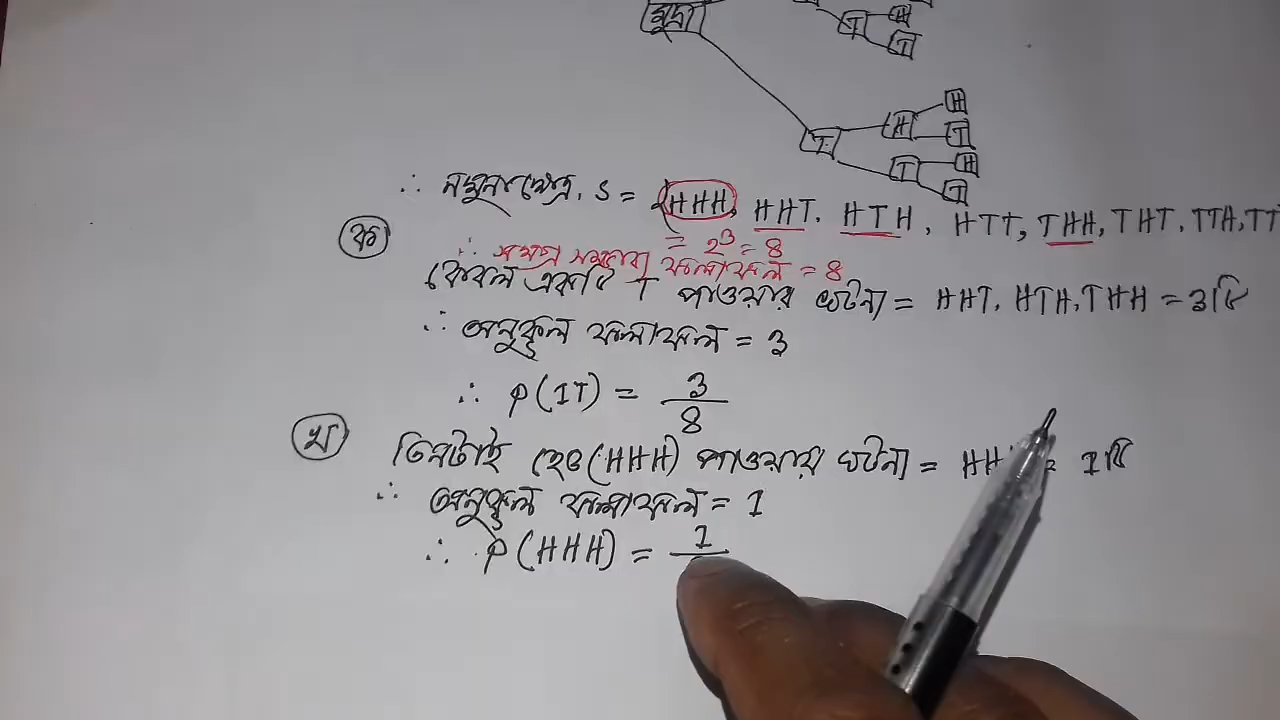 মুদ্রা
T H
T
H
H T
T T H
T
∴ নমুনাক্ষেত্র, S = {HHH, HHT, HTH, HTT, THH, THT, TTH, TT
= 2³ = 8
ক
∴ সমগ্র সম্ভাব্য ফলাফল = 8
কেবল একটি T পাওয়ার ঘটনা = HHT, HTH, THH = 3টি
∴ অনুকূল ফলাফল = 3
∴ P(1T) = 3/8
খ তিনটাই হেড (HHH) পাওয়ার ঘটনা = HH = 1টি
∴ অনুকূল ফলাফল = 1
∴ P(HHH) = 1/